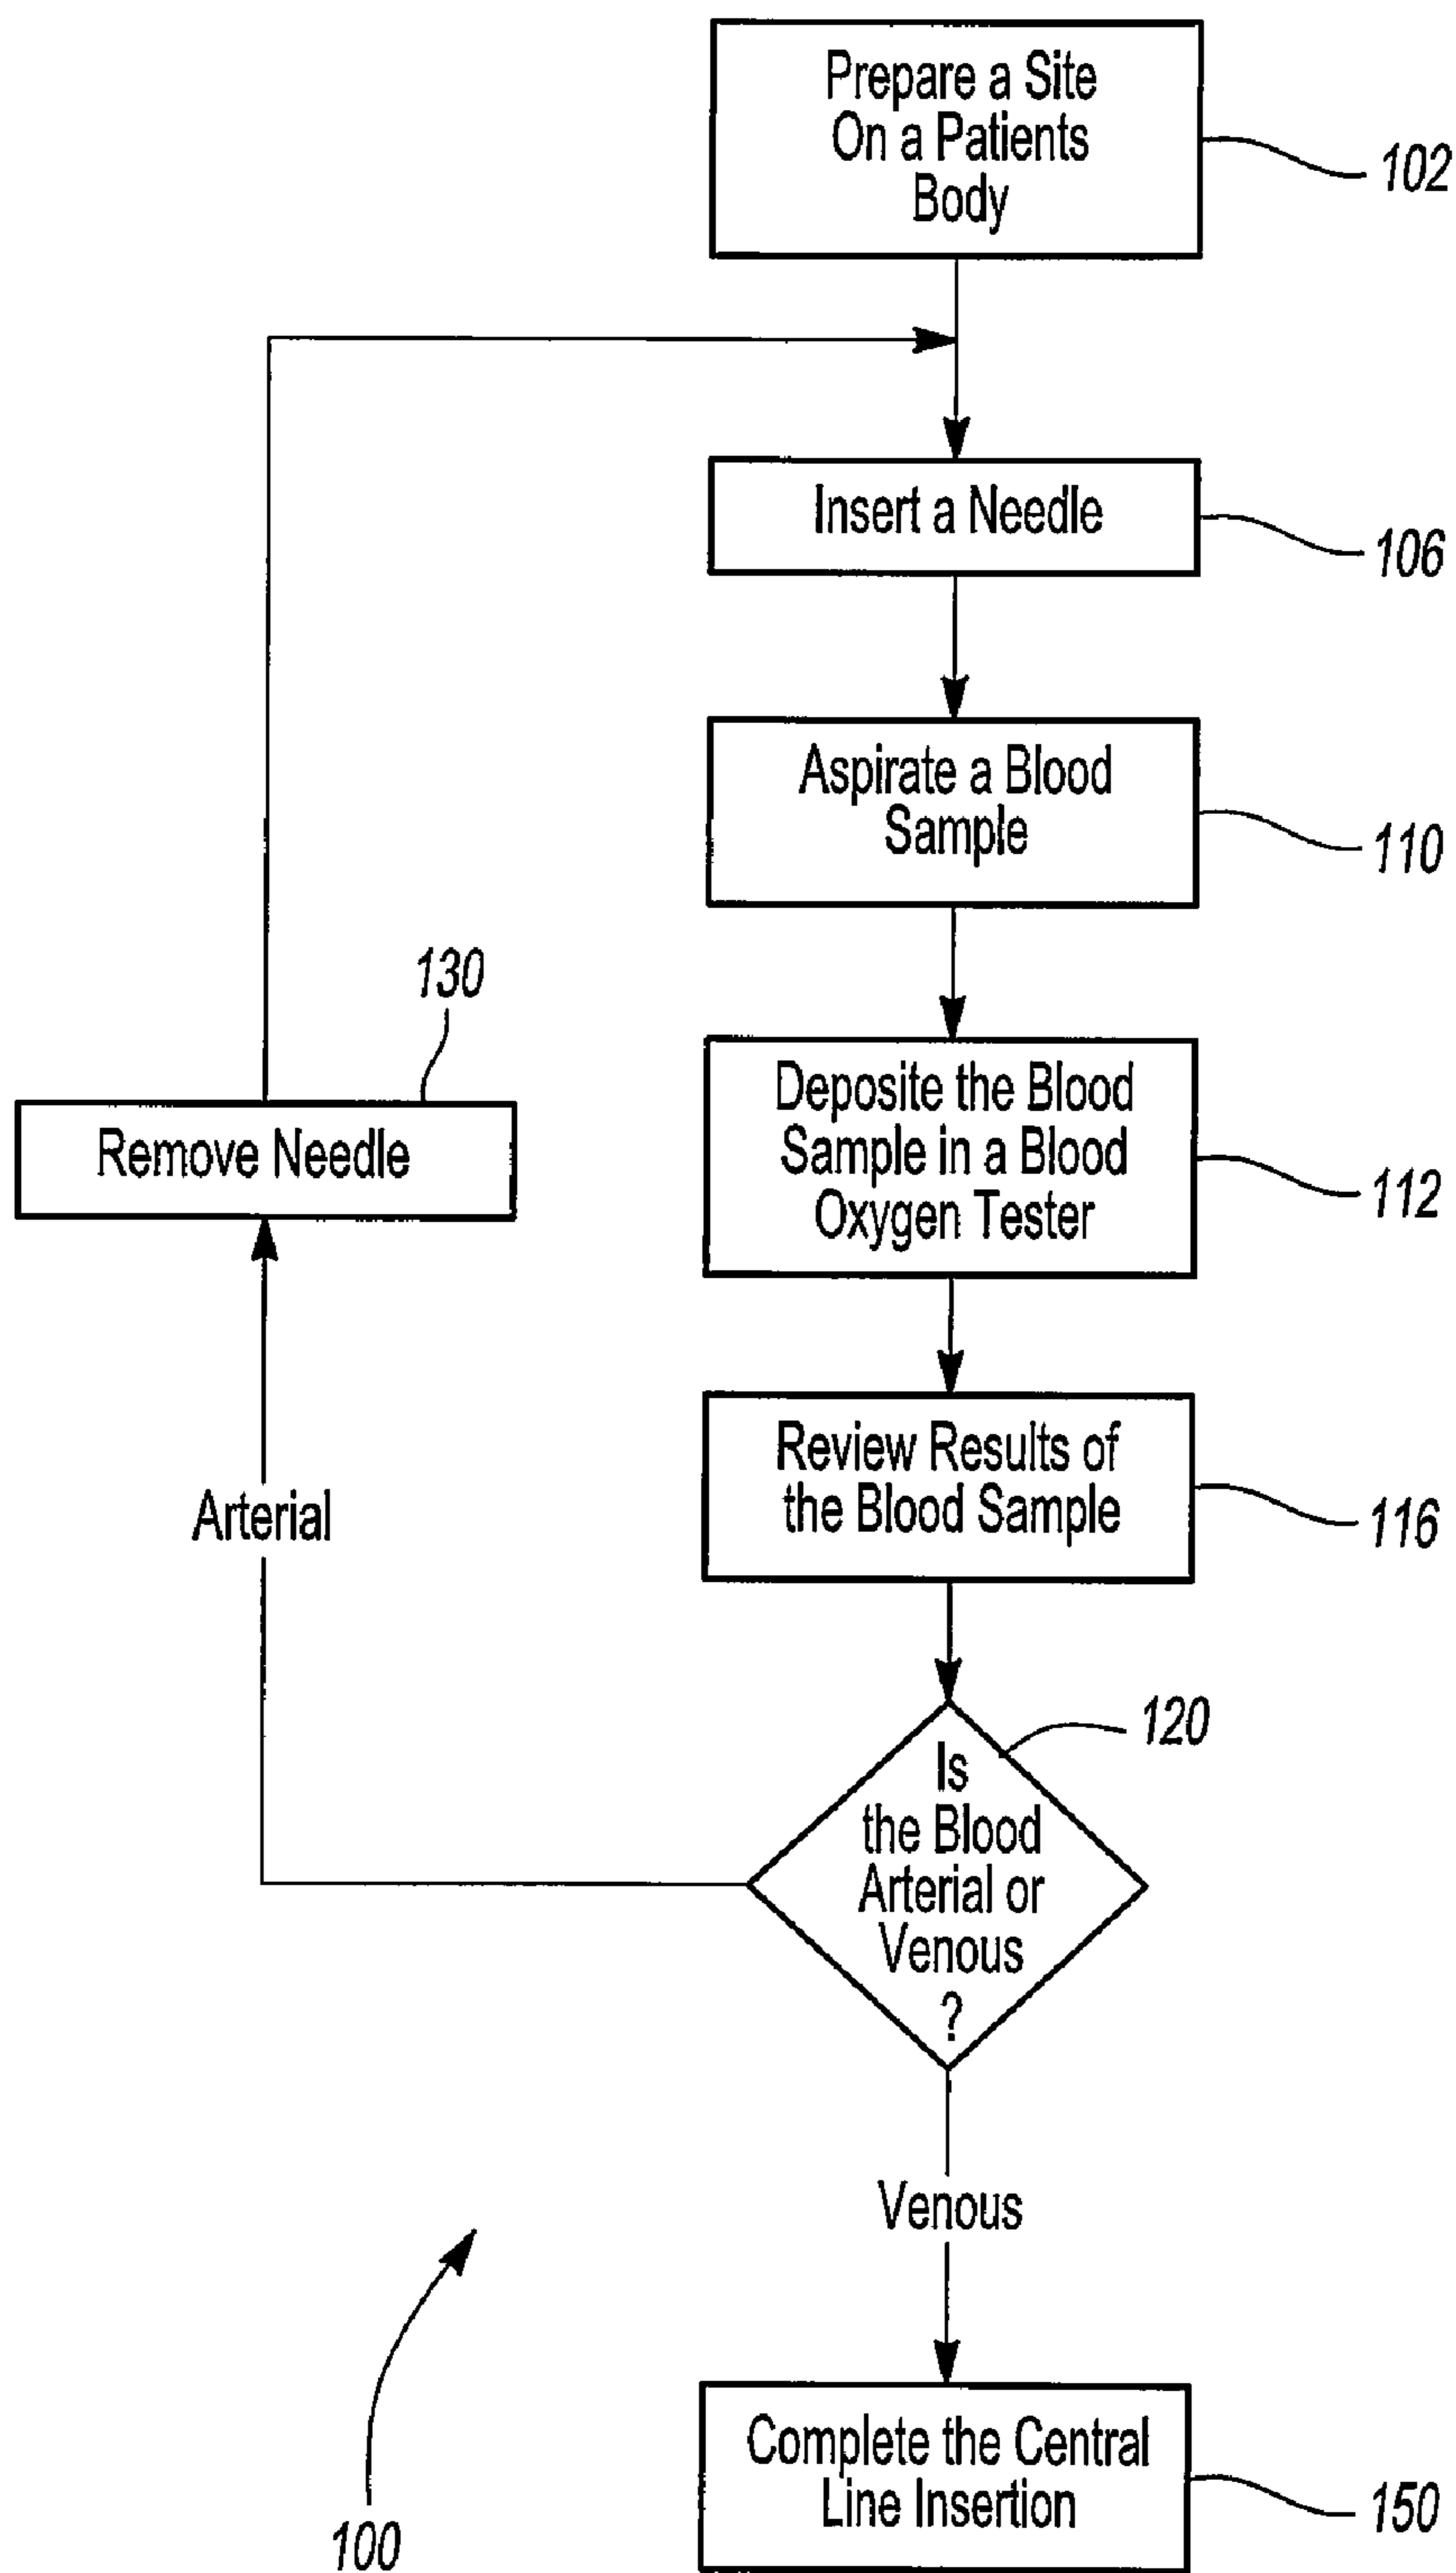 Prepare a Site
On a Patients
Body
102
Insert a Needle
106
Aspirate a Blood
Sample
110
130
Remove Needle
Deposite the Blood
Sample in a Blood
Oxygen Tester
112
Review Results of
the Blood Sample
116
Arterial
120
Is
the Blood
Arterial or
Venous
?
Venous
Complete the Central
Line Insertion
150
100